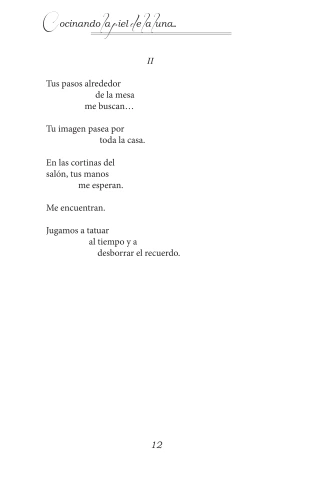 Cocinando la piel de la luna...
II
Tus pasos alrededor
de la mesa
me buscan…
Tu imagen pasea por
toda la casa.
En las cortinas del
salón, tus manos
me esperan.
Me encuentran.
Jugamos a tatuar
al tiempo y a
desborrar el recuerdo.
12